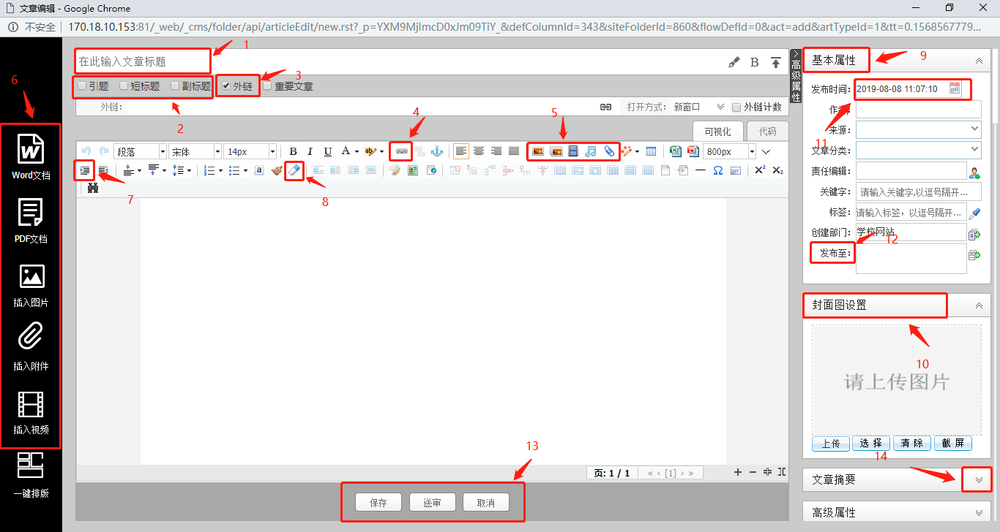 文章编辑 - Google Chrome
不安全 170.18.10.153:81/_web/_cms/folder/api/articleEdit/new.rst?_p=YXM9MjImcD0xJm09TiY_&defColumnId=343&siteFolderId=860&flowDefId=0&act=add&artTypeId=1&tt=0.1568567779...
6
Word文档
PDF文档
插入图片
插入附件
插入视频
一键排版
在此输入文章标题 1 B
引题 短标题 副标题 外链 3 重要文章
2
外链: 打开方式: 新窗口 外链计数
4
5
可视化 代码
段落 宋体 14px B I U A ab 800px
7
8
X² X₂
页: 1 / 1 « ‹ [1] › »
13
保存 送审 取消
高级属性
基本属性 9
发布时间: 2019-08-08 11:07:10
作者:
11
来源:
文章分类:
责任编辑:
关键字: 请输入关键字,以逗号隔开...
标签: 请输入标签，以逗号隔开...
创建部门: 学校网站
12
发布至:
封面图设置
10
请上传图片
上传 选择 清除 截屏
14
文章摘要
高级属性